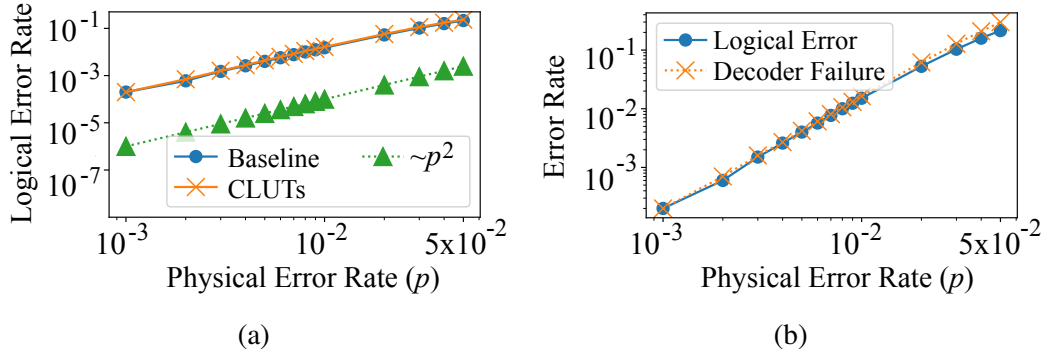 Logical Error Rate
10^-1
10^-3
10^-5
10^-7
Baseline
CLUTs
~p^2
10^-3
10^-2
5x10^-2
Physical Error Rate (p)
(a)
Error Rate
10^-1
10^-2
10^-3
Logical Error
Decoder Failure
10^-3
10^-2
5x10^-2
Physical Error Rate (p)
(b)